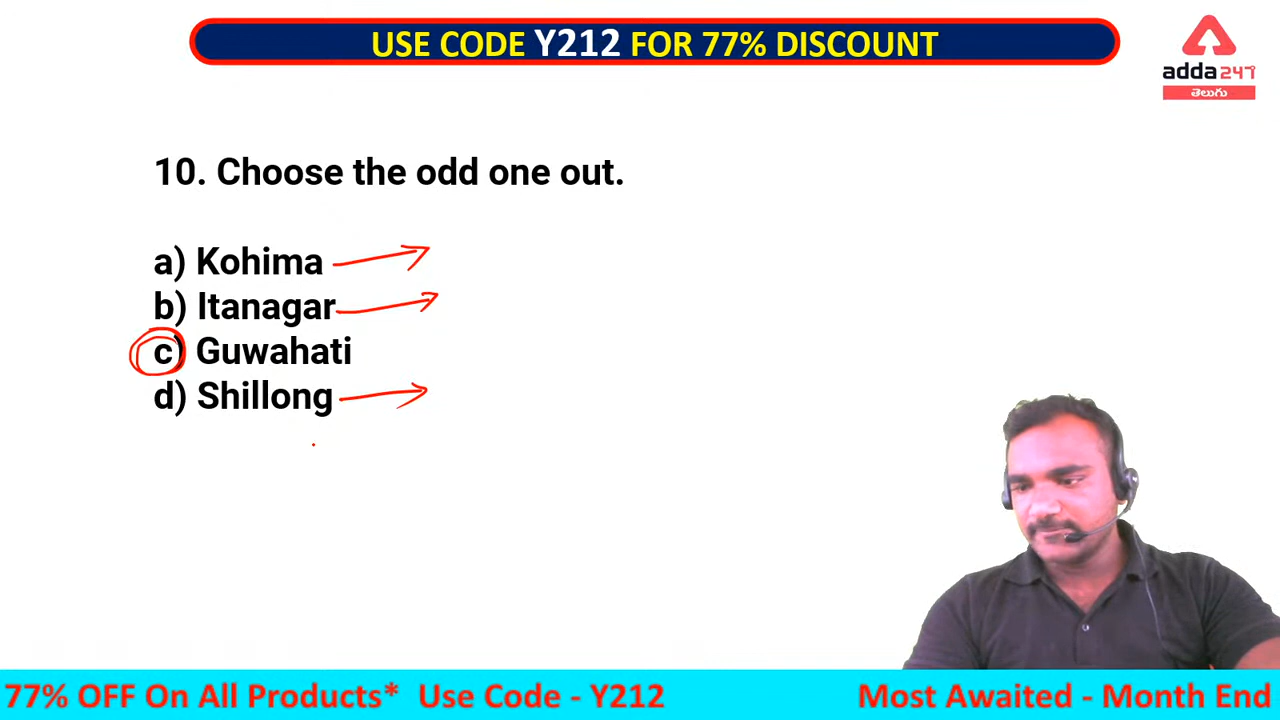 USE CODE Y212 FOR 77% DISCOUNT
adda247
తెలుగు
10. Choose the odd one out.
a) Kohima
b) Itanagar
c) Guwahati
d) Shillong
77% OFF On All Products* Use Code - Y212
Most Awaited - Month End